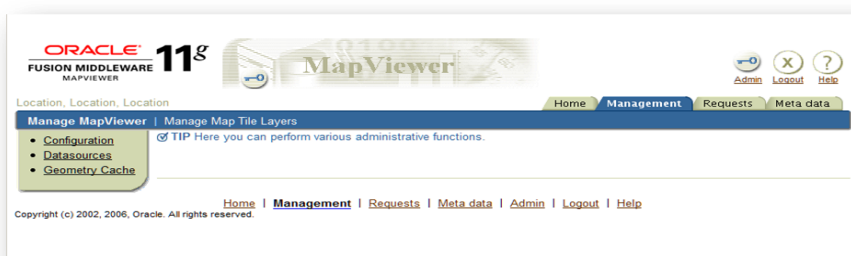 ORACLE
FUSION MIDDLEWARE 11g
MAPVIEWER
MapViewer
Admin Logout Help
Location, Location, Location
Home Management Requests Meta data
Manage MapViewer | Manage Map Tile Layers
• Configuration
• Datasources
• Geometry Cache
TIP Here you can perform various administrative functions.
Home | Management | Requests | Meta data | Admin | Logout | Help
Copyright (c) 2002, 2006, Oracle. All rights reserved.